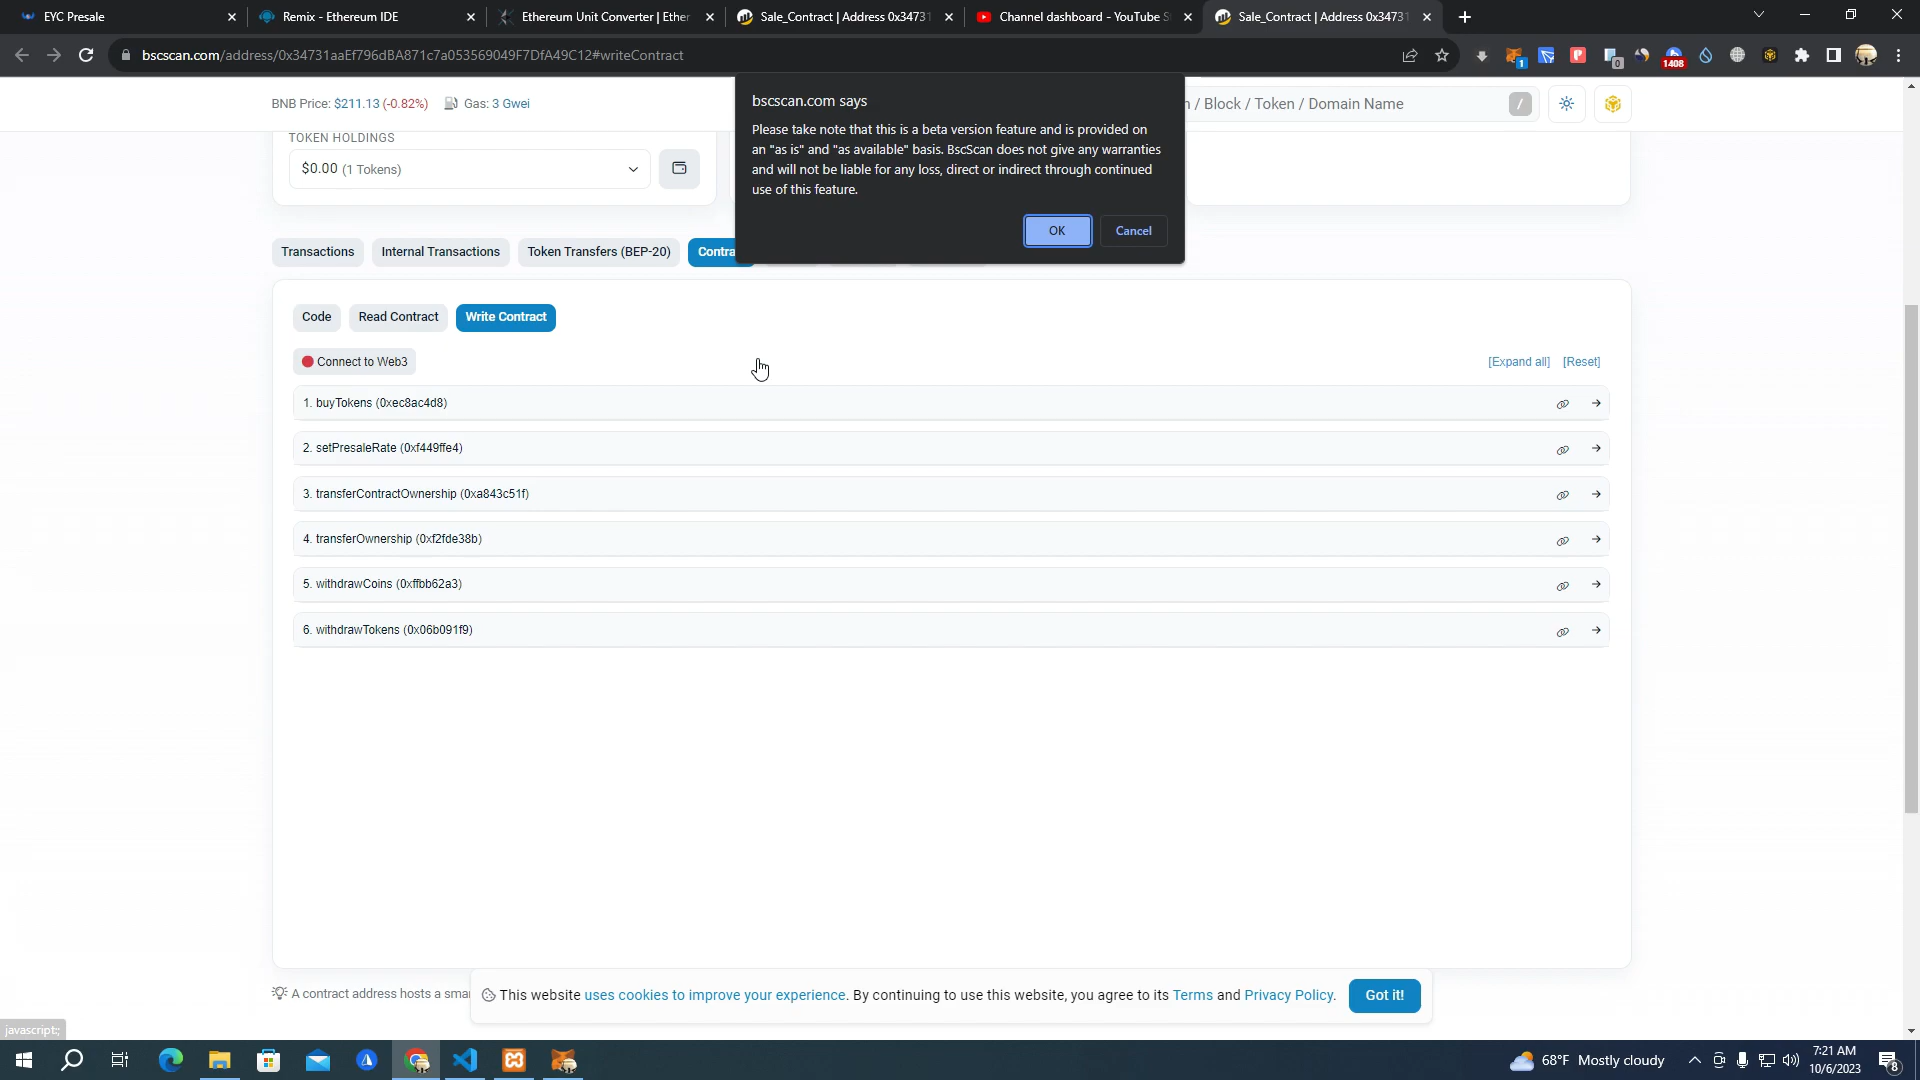 EYC Presale
Remix - Ethereum IDE
Ethereum Unit Converter | Ether
Sale_Contract | Address 0x34731
Channel dashboard - YouTube S
Sale_Contract | Address 0x34731
bscscan.com/address/0x34731aaEf796dBA871c7a053569049F7DfA49C12#writeContract
1
0
1408
BNB Price: $211.13 (-0.82%)
Gas: 3 Gwei
/ Block / Token / Domain Name
/
bscscan.com says
Please take note that this is a beta version feature and is provided on
an "as is" and "as available" basis. BscScan does not give any warranties
and will not be liable for any loss, direct or indirect through continued
use of this feature.
OK
Cancel
TOKEN HOLDINGS
$0.00 (1 Tokens)
Transactions
Internal Transactions
Token Transfers (BEP-20)
Contra
Code
Read Contract
Write Contract
Connect to Web3
[Expand all]
[Reset]
1. buyTokens (0xec8ac4d8)
2. setPresaleRate (0xf449ffe4)
3. transferContractOwnership (0xa843c51f)
4. transferOwnership (0xf2fde38b)
5. withdrawCoins (0xffbb62a3)
6. withdrawTokens (0x06b091f9)
A contract address hosts a smar
This website uses cookies to improve your experience. By continuing to use this website, you agree to its Terms and Privacy Policy.
Got it!
javascript:;
68°F Mostly cloudy
7:21 AM
10/6/2023
8